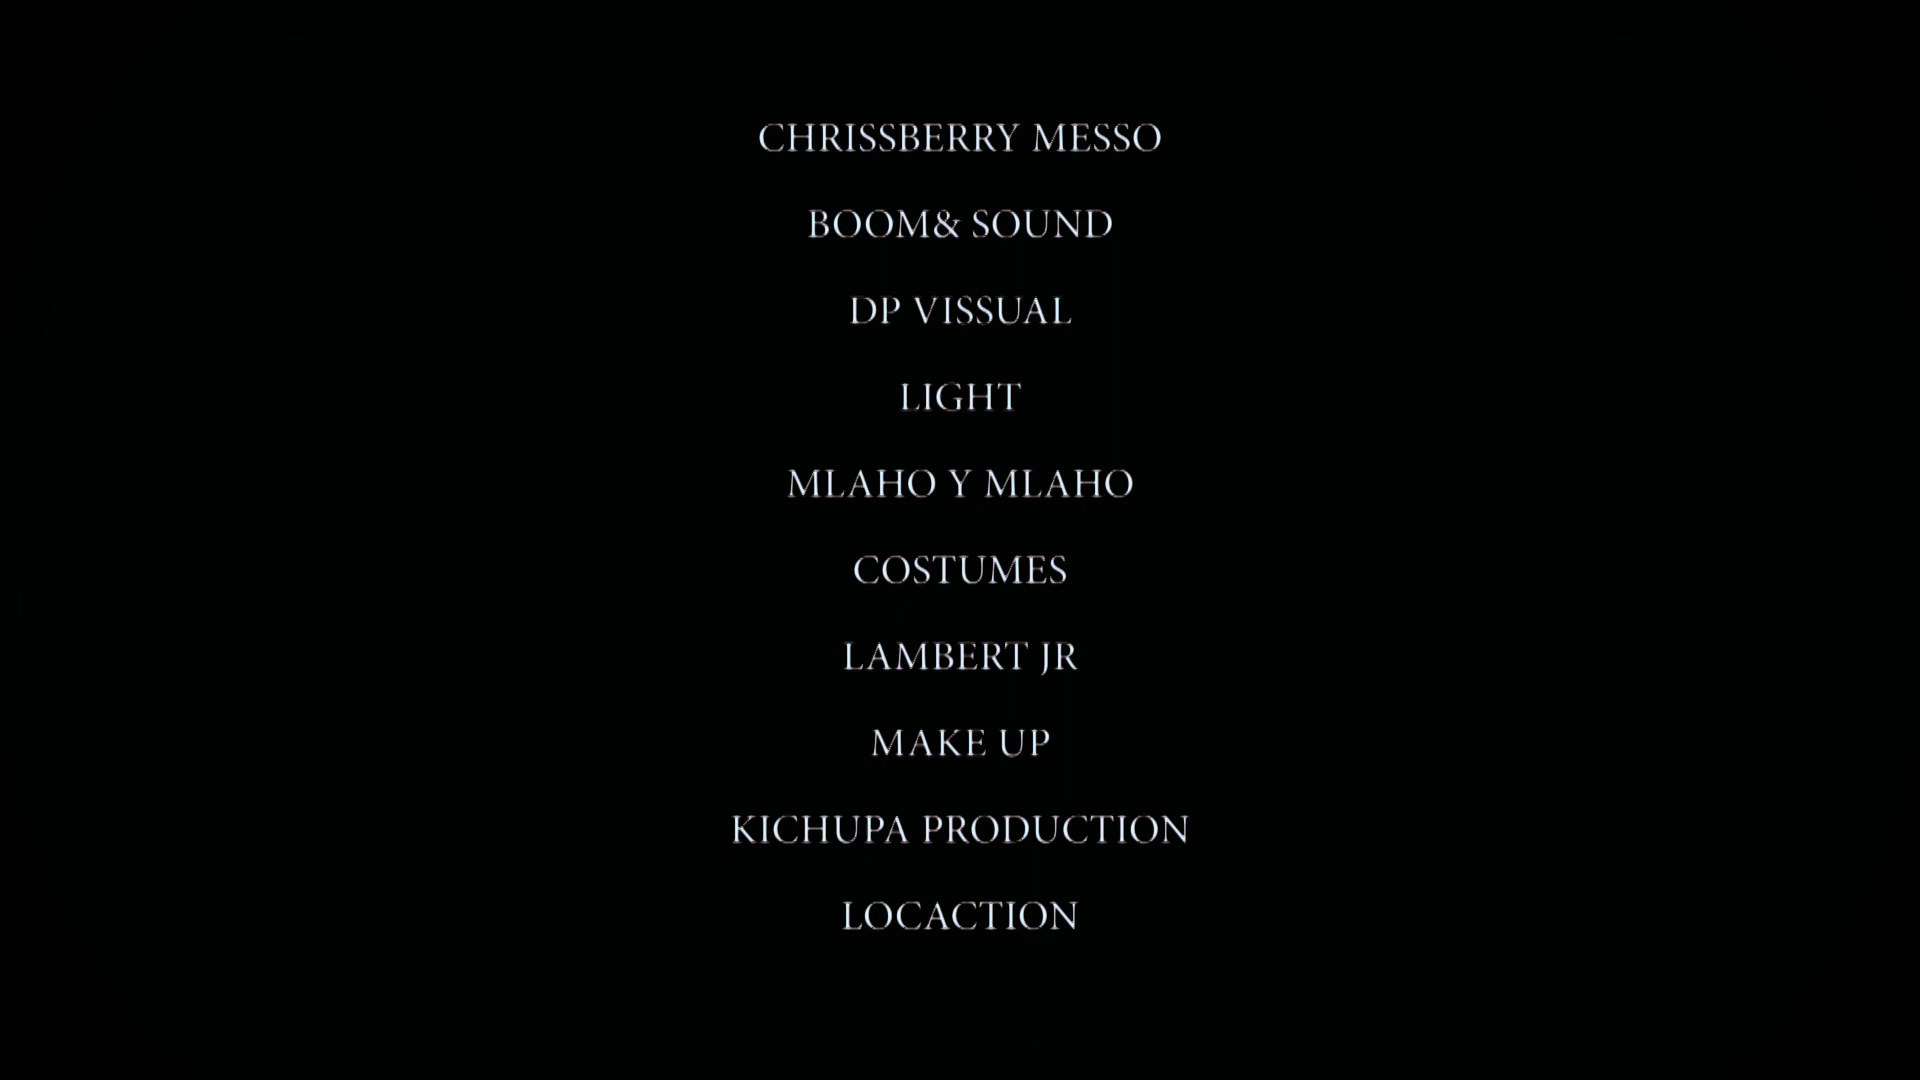 CHRISSBERRY MESSO
BOOM& SOUND
DP VISSUAL
LIGHT
MLAHO Y MLAHO
COSTUMES
LAMBERT JR
MAKE UP
KICHUPA PRODUCTION
LOCACTION